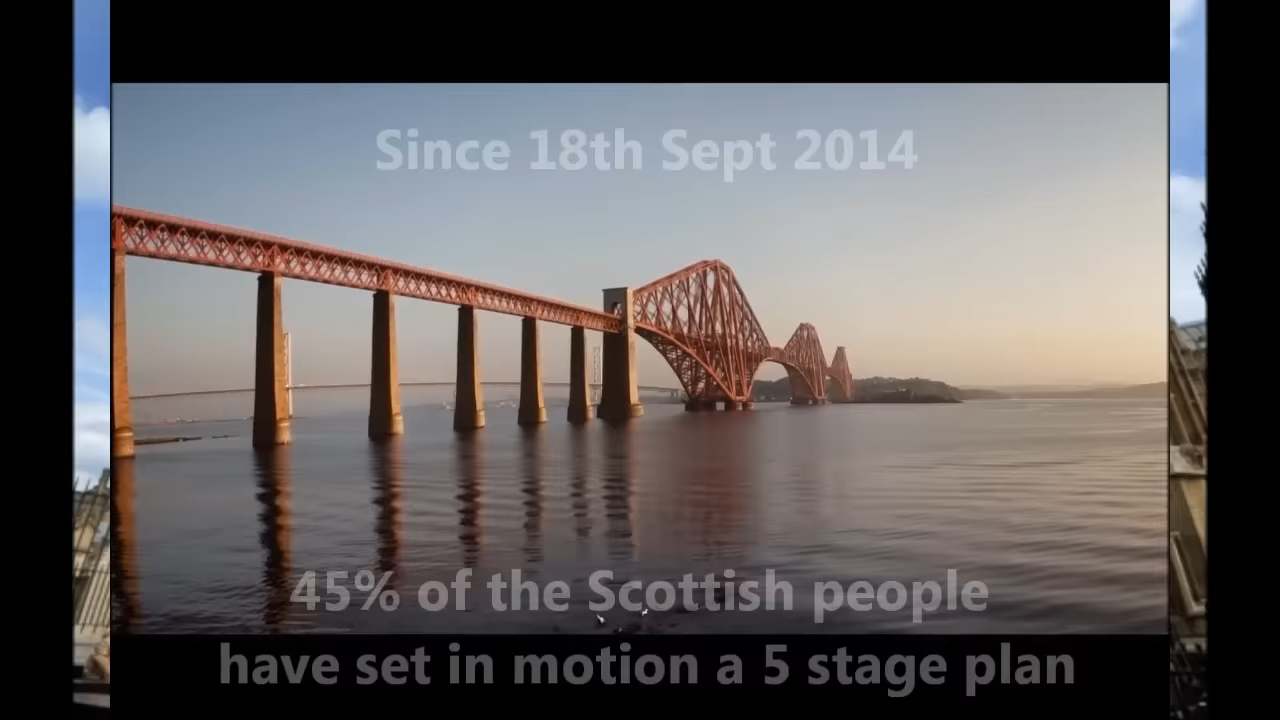 Since 18th Sept 2014
45% of the Scottish people
have set in motion a 5 stage plan